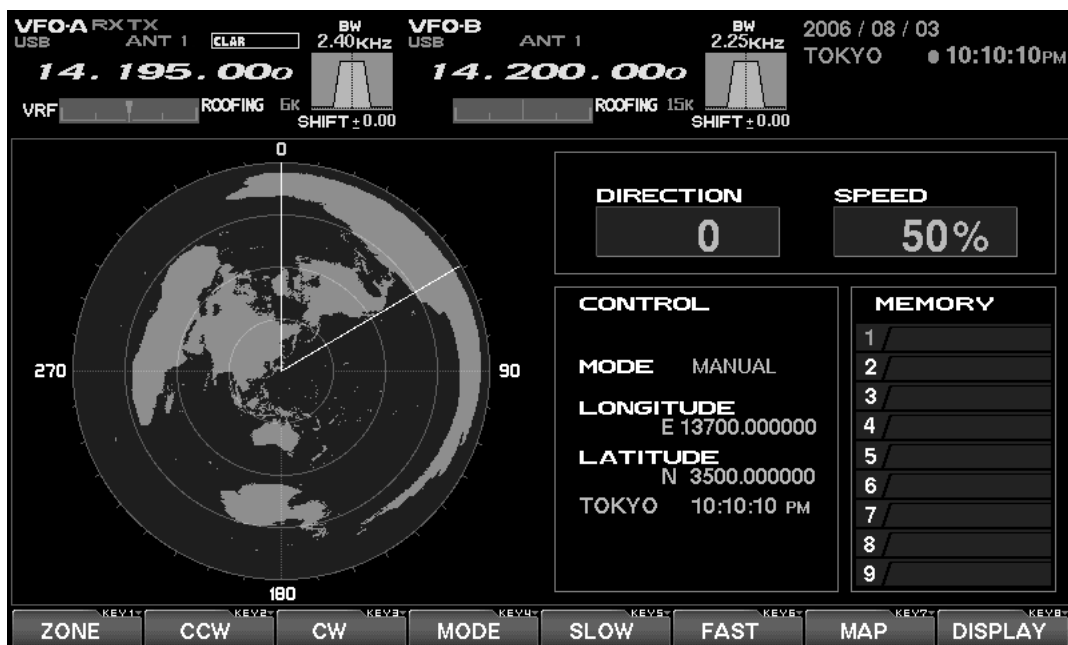 VFO-A RX TX
USB ANT 1 CLAR
BW
2.40KHZ
14. 195. 000
VRF
ROOFING 6K
SHIFT ±0.00
VFO-B
USB ANT 1
BW
2.25KHZ
14. 200. 000
ROOFING 15K
SHIFT ±0.00
2006 / 08 / 03
TOKYO 10:10:10PM
0
270
90
180
DIRECTION
0
SPEED
50%
CONTROL
MODE MANUAL
LONGITUDE
E 13700.000000
LATITUDE
N 3500.000000
TOKYO 10:10:10 PM
MEMORY
1
2
3
4
5
6
7
8
9
KEY1
ZONE
KEY2
CCW
KEY3
CW
KEY4
MODE
KEY5
SLOW
KEY6
FAST
KEY7
MAP
KEY8
DISPLAY